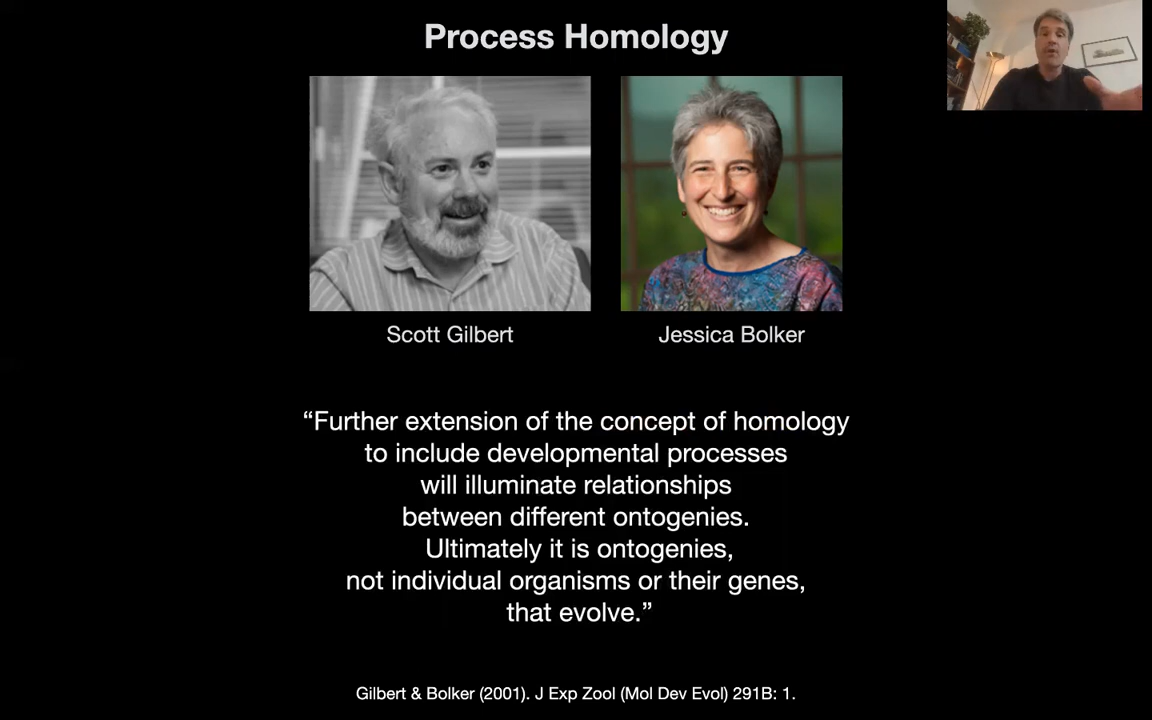 Process Homology
Scott Gilbert
Jessica Bolker
“Further extension of the concept of homology
to include developmental processes
will illuminate relationships
between different ontogenies.
Ultimately it is ontogenies,
not individual organisms or their genes,
that evolve.”
Gilbert & Bolker (2001). J Exp Zool (Mol Dev Evol) 291B: 1.